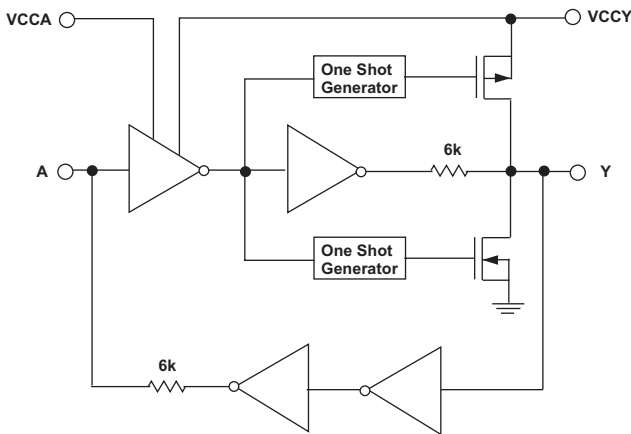 VCCA
VCCY
One Shot
Generator
A
6k
Y
One Shot
Generator
6k